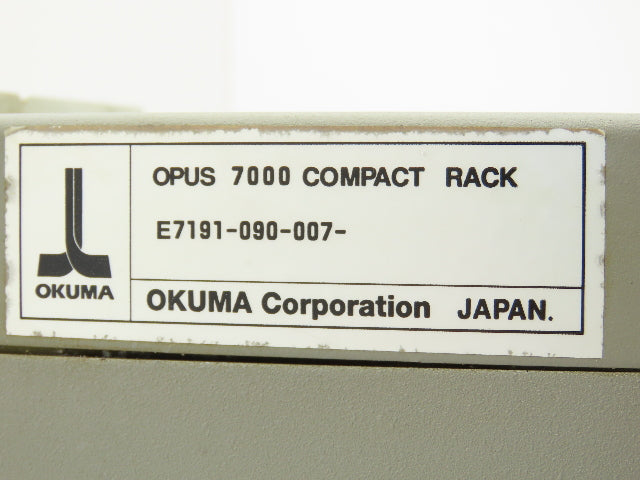 OPUS 7000 COMPACT RACK
E7191-090-007-
OKUMA
OKUMA Corporation JAPAN.